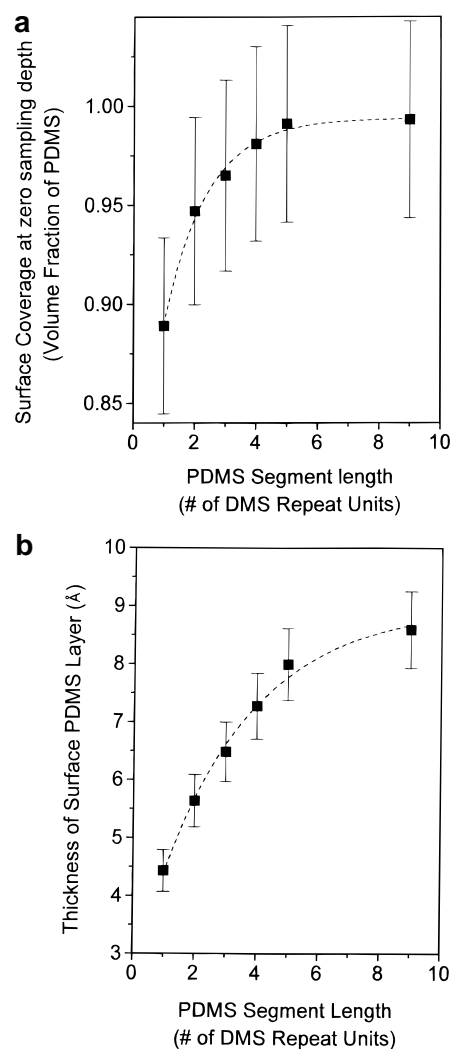 a
Surface Coverage at zero sampling depth
(Volume Fraction of PDMS)
1.00
0.95
0.90
0.85
0 2 4 6 8 10
PDMS Segment length
(# of DMS Repeat Units)
b
Thickness of Surface PDMS Layer (Å)
10
9
8
7
6
5
4
3
0 2 4 6 8 10
PDMS Segment Length
(# of DMS Repeat Units)